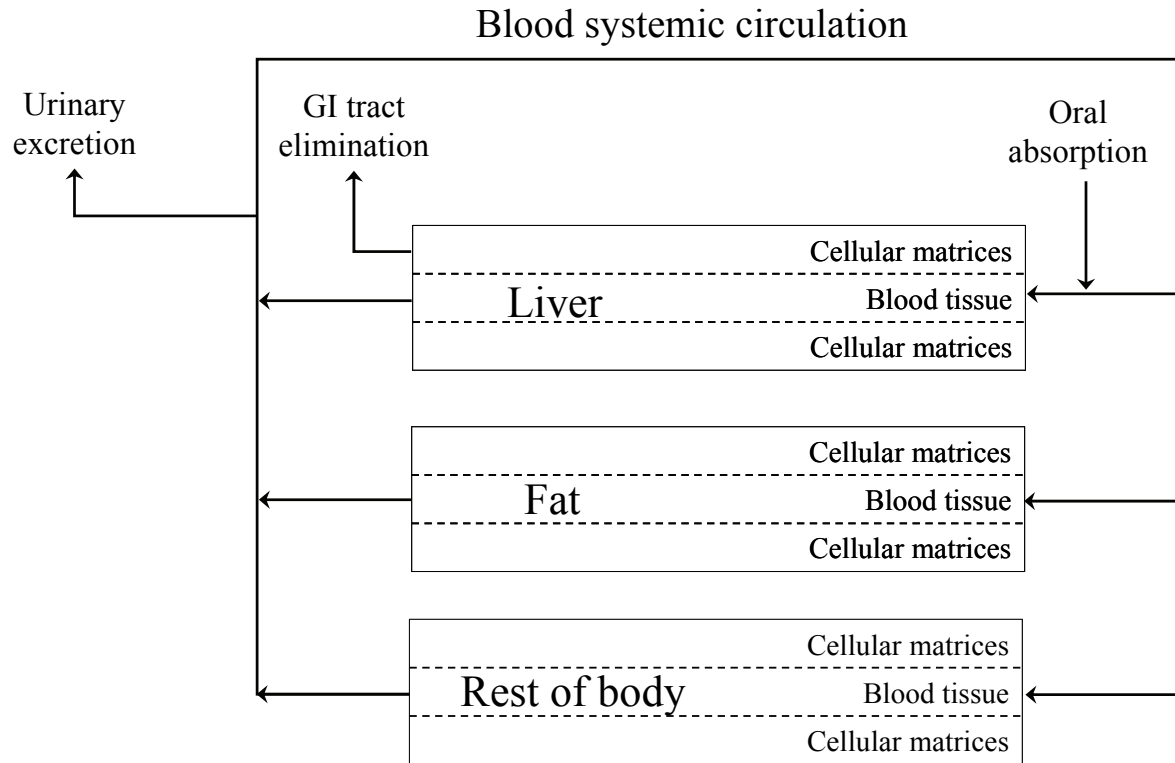 Blood systemic circulation
Urinary
excretion
GI tract
elimination
Oral
absorption
Cellular matrices
Liver
Blood tissue
Cellular matrices
Cellular matrices
Fat
Blood tissue
Cellular matrices
Cellular matrices
Rest of body
Blood tissue
Cellular matrices